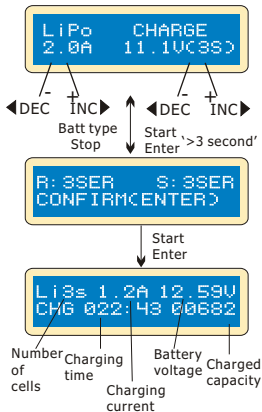 LiPo CHARGE
2.0A 11.1V(3S)
- + - +
DEC INC DEC INC
Batt type
Stop
Start
Enter
'>3 second'
R: 3SER S: 3SER
CONFIRM(ENTER)
Start
Enter
Li3s 1.2A 12.59V
CHG 022:43 00682
Number
of
cells
Charging
time
Charging
current
Battery
voltage
Charged
capacity